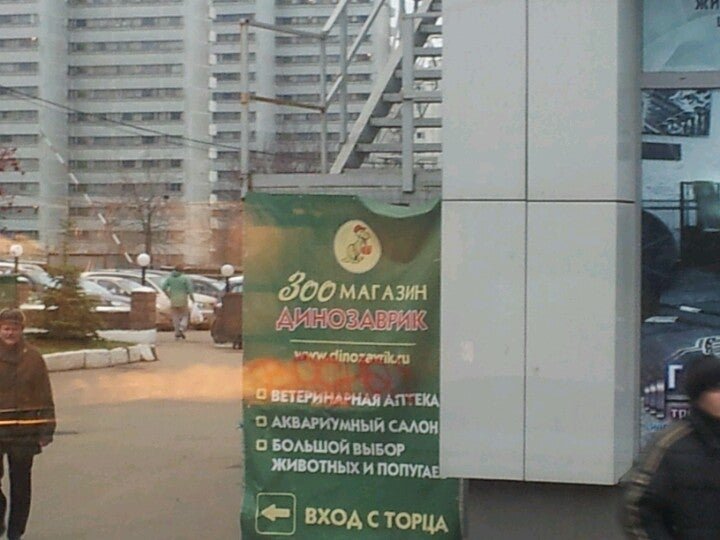 ЗОО МАГАЗИН
ДИНОЗАВРИК
www.dinozavrik.ru
ВЕТЕРИНАРНАЯ АПТЕКА
АКВАРИУМНЫЙ САЛОН
БОЛЬШОЙ ВЫБОР
ЖИВОТНЫХ И ПОПУГАЕ
ВХОД С ТОРЦА